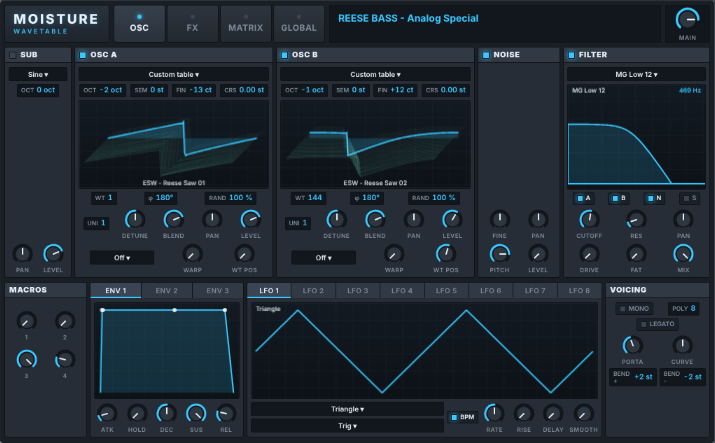 MOISTURE
WAVETABLE
OSC FX MATRIX GLOBAL
REESE BASS - Analog Special
MAIN
SUB
Sine ▾
OCT 0 oct
PAN LEVEL
OSC A
Custom table ▾
OCT -2 oct SEM 0 st FIN -13 ct CRS 0.00 st
ESW - Reese Saw 01
WT 1 φ 180° RAND 100 %
UNI 1
DETUNE BLEND PAN LEVEL
Off ▾
WARP WT POS
OSC B
Custom table ▾
OCT -1 oct SEM 0 st FIN +12 ct CRS 0.00 st
ESW - Reese Saw 02
WT 144 φ 180° RAND 100 %
UNI 1
DETUNE BLEND PAN LEVEL
Off ▾
WARP WT POS
NOISE
FINE PAN
PITCH LEVEL
FILTER
MG Low 12 ▾
MG Low 12 469 Hz
A B N S
CUTOFF RES PAN
DRIVE FAT MIX
MACROS
1 2
3 4
ENV 1 ENV 2 ENV 3
ATK HOLD DEC SUS REL
LFO 1 LFO 2 LFO 3 LFO 4 LFO 5 LFO 6 LFO 7 LFO 8
Triangle
Triangle ▾
Trig ▾
BPM
RATE RISE DELAY SMOOTH
VOICING
MONO POLY 8
LEGATO
PORTA CURVE
BEND + +2 st BEND - -2 st